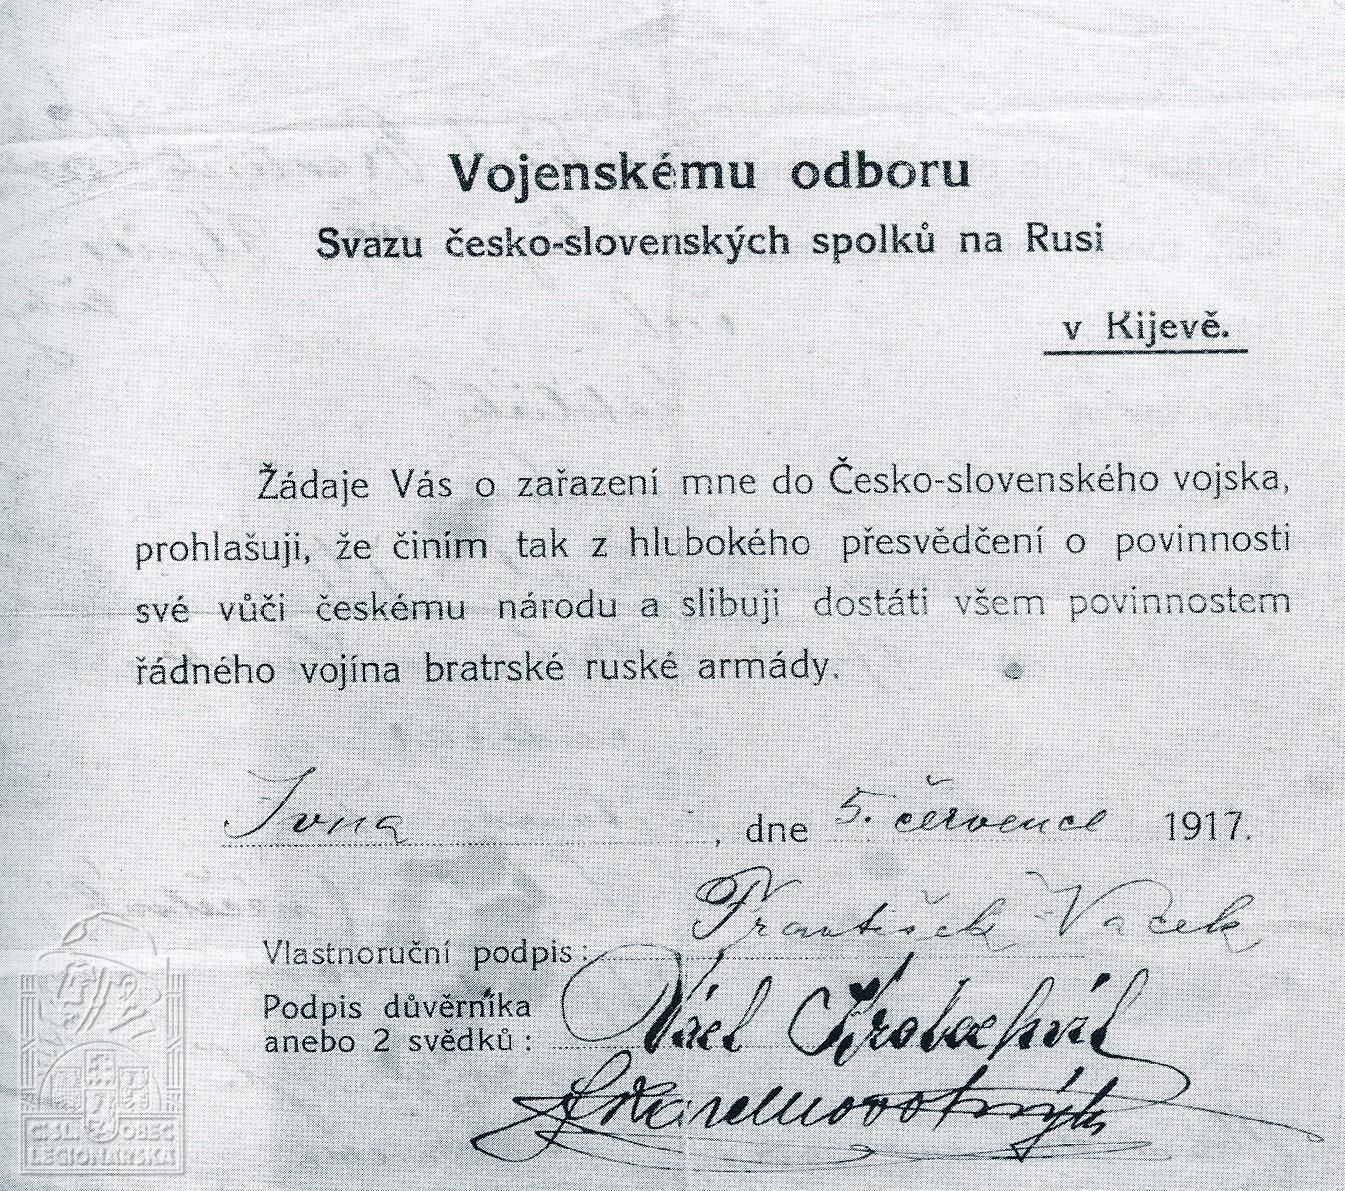 Vojenskému odboru
Svazu česko-slovenských spolků na Rusi
v Kijevě.
Žádaje Vás o zařazení mne do Česko-slovenského vojska,
prohlašuji, že činím tak z hlubokého přesvědčení o povinnosti
své vůči českému národu a slibuji dostáti všem povinnostem
řádného vojína bratrské ruské armády.
Ivna, dne 5. července 1917.
František Vacek
Vlastnoruční podpis:
Podpis důvěrníka
anebo 2 svědků:
Karel Novotný
ČSL. OBEC
LEGIONÁŘSKÁ